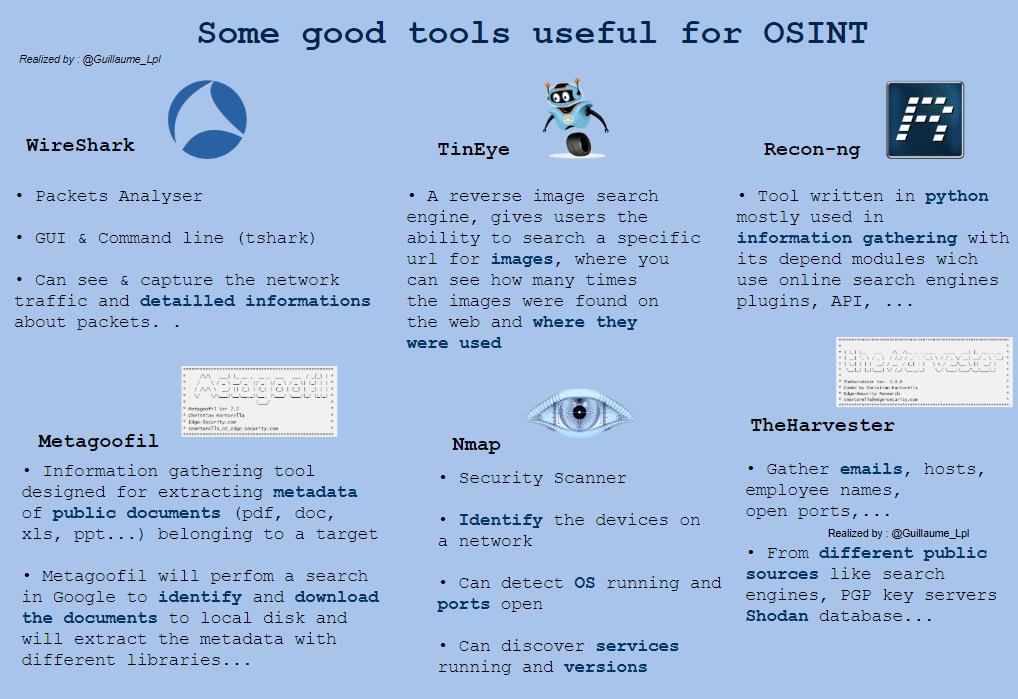 Some good tools useful for OSINT
Realized by : @Guillaume_Lpl
WireShark
• Packets Analyser
• GUI & Command line (tshark)
• Can see & capture the network
traffic and detailled informations
about packets. .
TinEye
• A reverse image search
engine, gives users the
ability to search a specific
url for images, where you
can see how many times
the images were found on
the web and where they
were used
Recon-ng
• Tool written in python
mostly used in
information gathering with
its depend modules wich
use online search engines
plugins, API, ...
Metagoofil Ver 2.2
Christian Martorella
Edge-Security.com
cmartorella_at_edge-security.com
Metagoofil
• Information gathering tool
designed for extracting metadata
of public documents (pdf, doc,
xls, ppt...) belonging to a target
• Metagoofil will perfom a search
in Google to identify and download
the documents to local disk and
will extract the metadata with
different libraries...
Nmap
• Security Scanner
• Identify the devices on
a network
• Can detect OS running and
ports open
• Can discover services
running and versions
TheHarvester Ver.
Coded by Christian Martorella
Edge-Security Research
cmartorella@edge-security.com
TheHarvester
• Gather emails, hosts,
employee names,
open ports,...
Realized by : @Guillaume_Lpl
• From different public
sources like search
engines, PGP key servers
Shodan database...